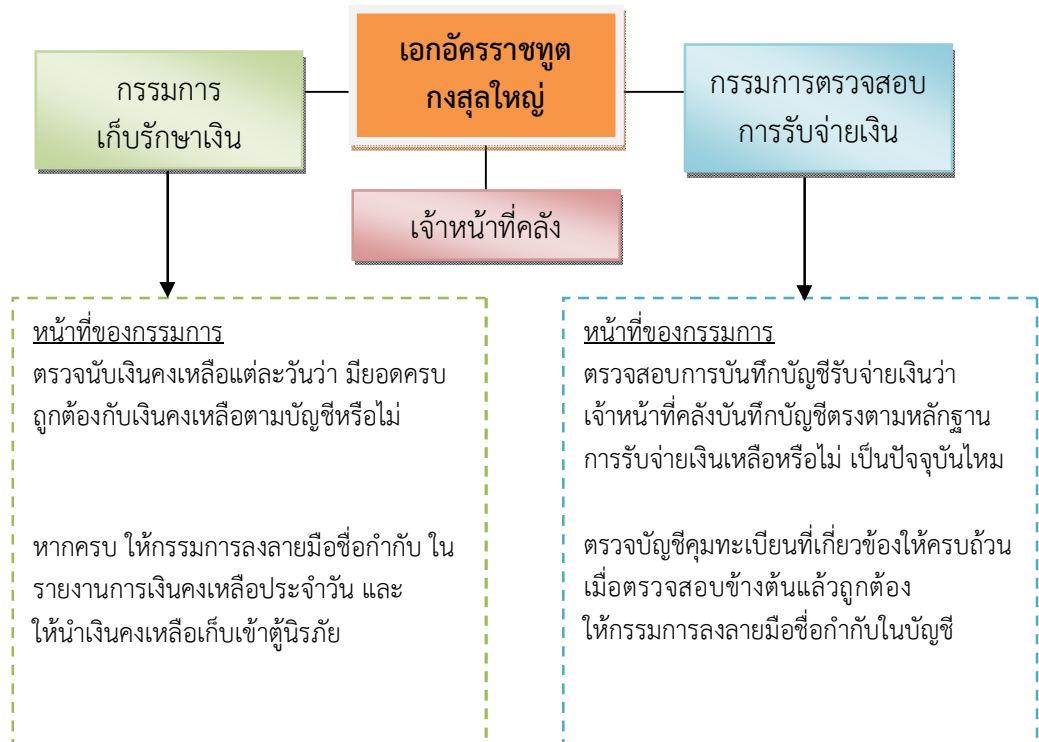 เอกอัครราชทูต
กงสุลใหญ่
กรรมการ
เก็บรักษาเงิน
กรรมการตรวจสอบ
การรับจ่ายเงิน
เจ้าหน้าที่คลัง
หน้าที่ของกรรมการ
ตรวจนับเงินคงเหลือแต่ละวันว่า มียอดครบ
ถูกต้องกับเงินคงเหลือตามบัญชีหรือไม่
หากครบ ให้กรรมการลงลายมือชื่อกำกับ ใน
รายงานการเงินคงเหลือประจำวัน และ
ให้นำเงินคงเหลือเก็บเข้าตู้นิรภัย
หน้าที่ของกรรมการ
ตรวจสอบการบันทึกบัญชีรับจ่ายเงินว่า
เจ้าหน้าที่คลังบันทึกบัญชีตรงตามหลักฐาน
การรับจ่ายเงินเหลือหรือไม่ เป็นปัจจุบันไหม
ตรวจบัญชีคุมทะเบียนที่เกี่ยวข้องให้ครบถ้วน
เมื่อตรวจสอบข้างต้นแล้วถูกต้อง
ให้กรรมการลงลายมือชื่อกำกับในบัญชี